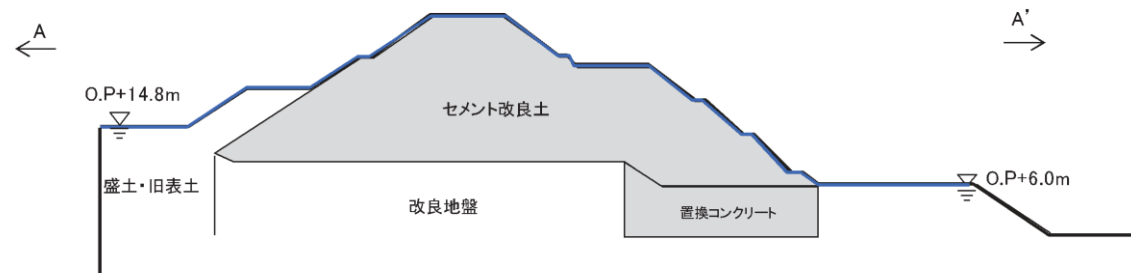 A
A'
O.P+14.8m
セメント改良土
盛土・旧表土
O.P+6.0m
改良地盤
置換コンクリート